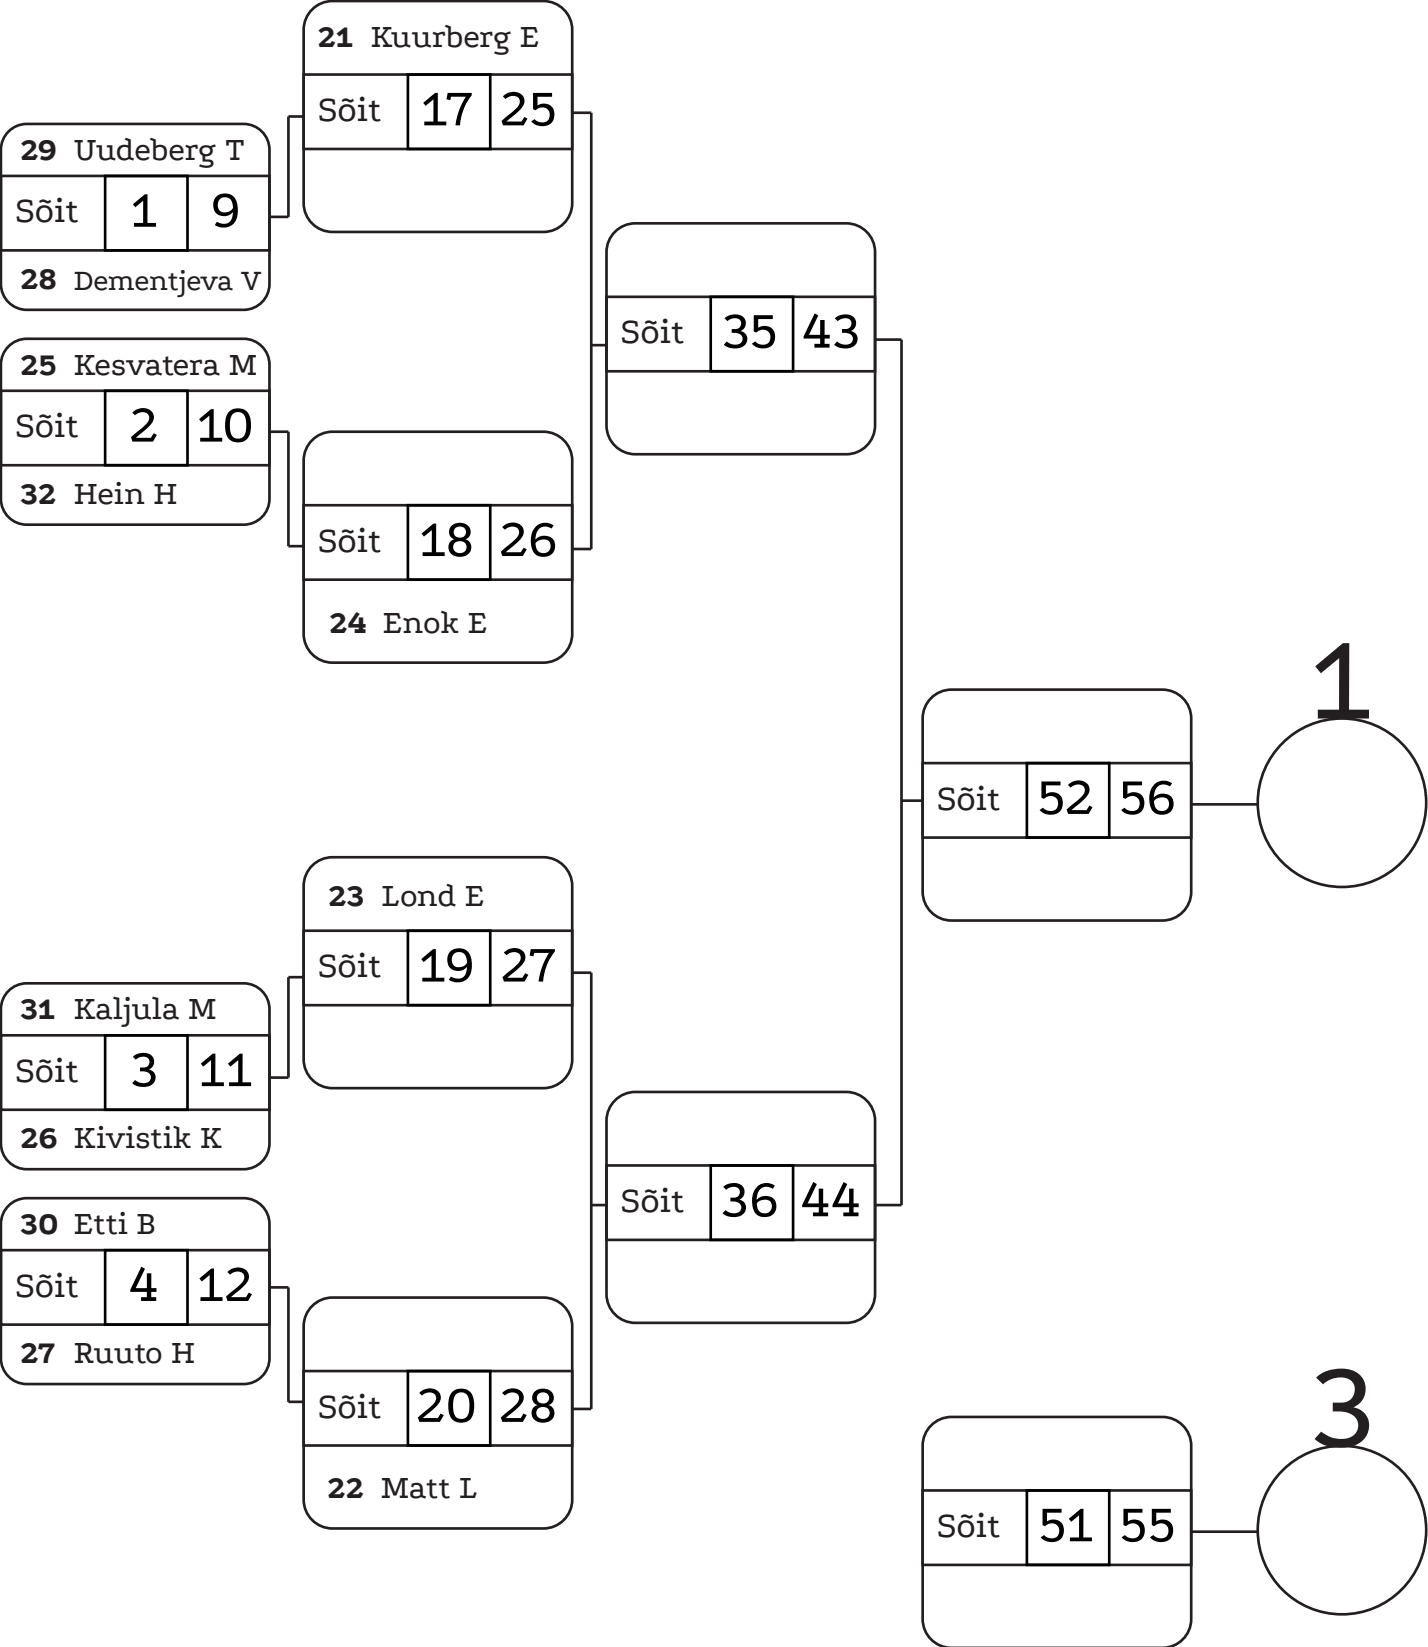 21 Kuurberg E
Sõit 17 25
29 Uudeberg T
Sõit 1 9
28 Dementjeva V
25 Kesvatera M
Sõit 2 10
32 Hein H
Sõit 18 26
24 Enok E
Sõit 35 43
1
Sõit 52 56
23 Lond E
Sõit 19 27
31 Kaljula M
Sõit 3 11
26 Kivistik K
30 Etti B
Sõit 4 12
27 Ruuto H
Sõit 20 28
22 Matt L
Sõit 36 44
3
Sõit 51 55